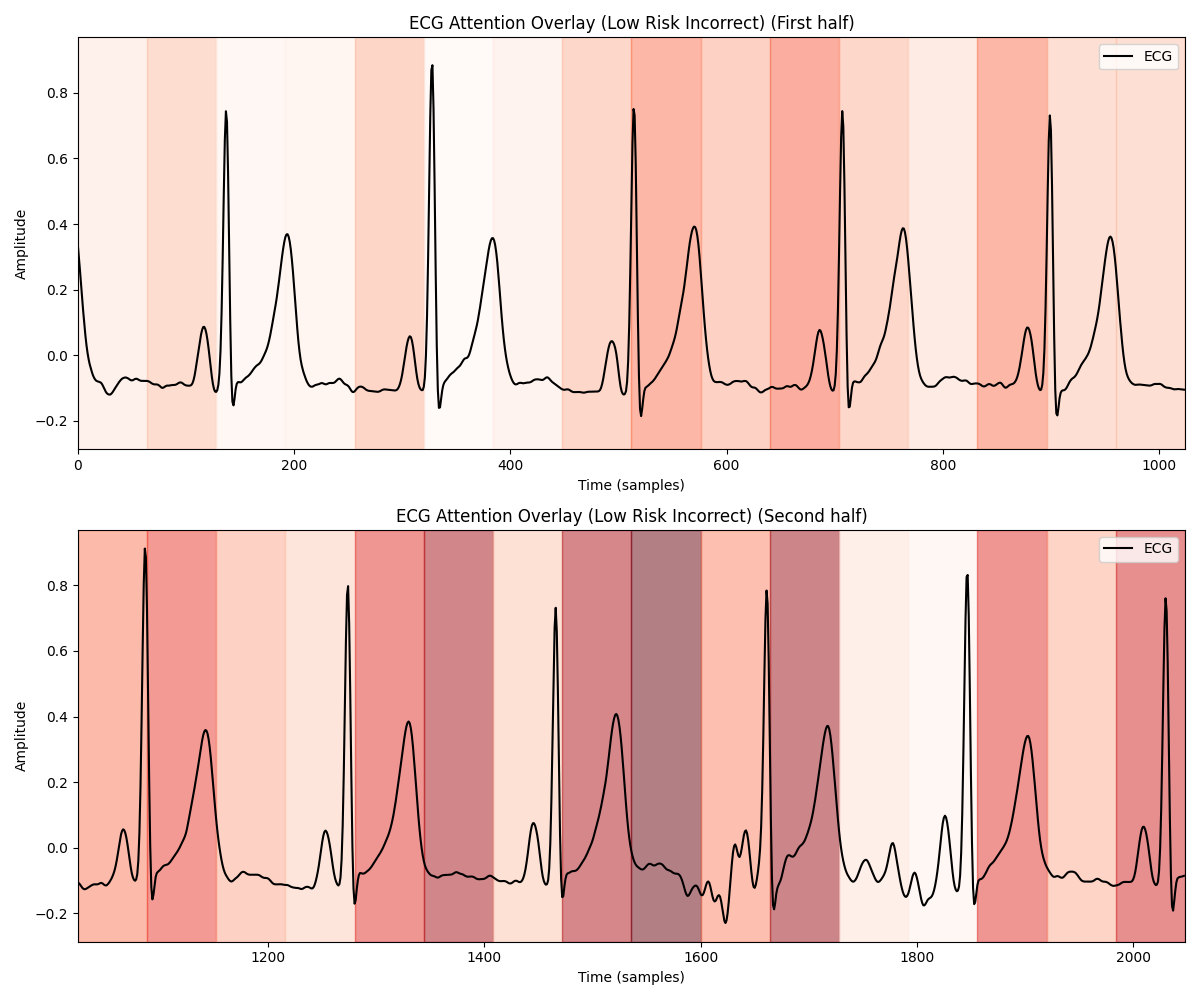 ECG Attention Overlay (Low Risk Incorrect) (First half)
ECG
Amplitude
0.8
0.6
0.4
0.2
0.0
−0.2
0 200 400 600 800 1000
Time (samples)
ECG Attention Overlay (Low Risk Incorrect) (Second half)
ECG
Amplitude
0.8
0.6
0.4
0.2
0.0
−0.2
1200 1400 1600 1800 2000
Time (samples)